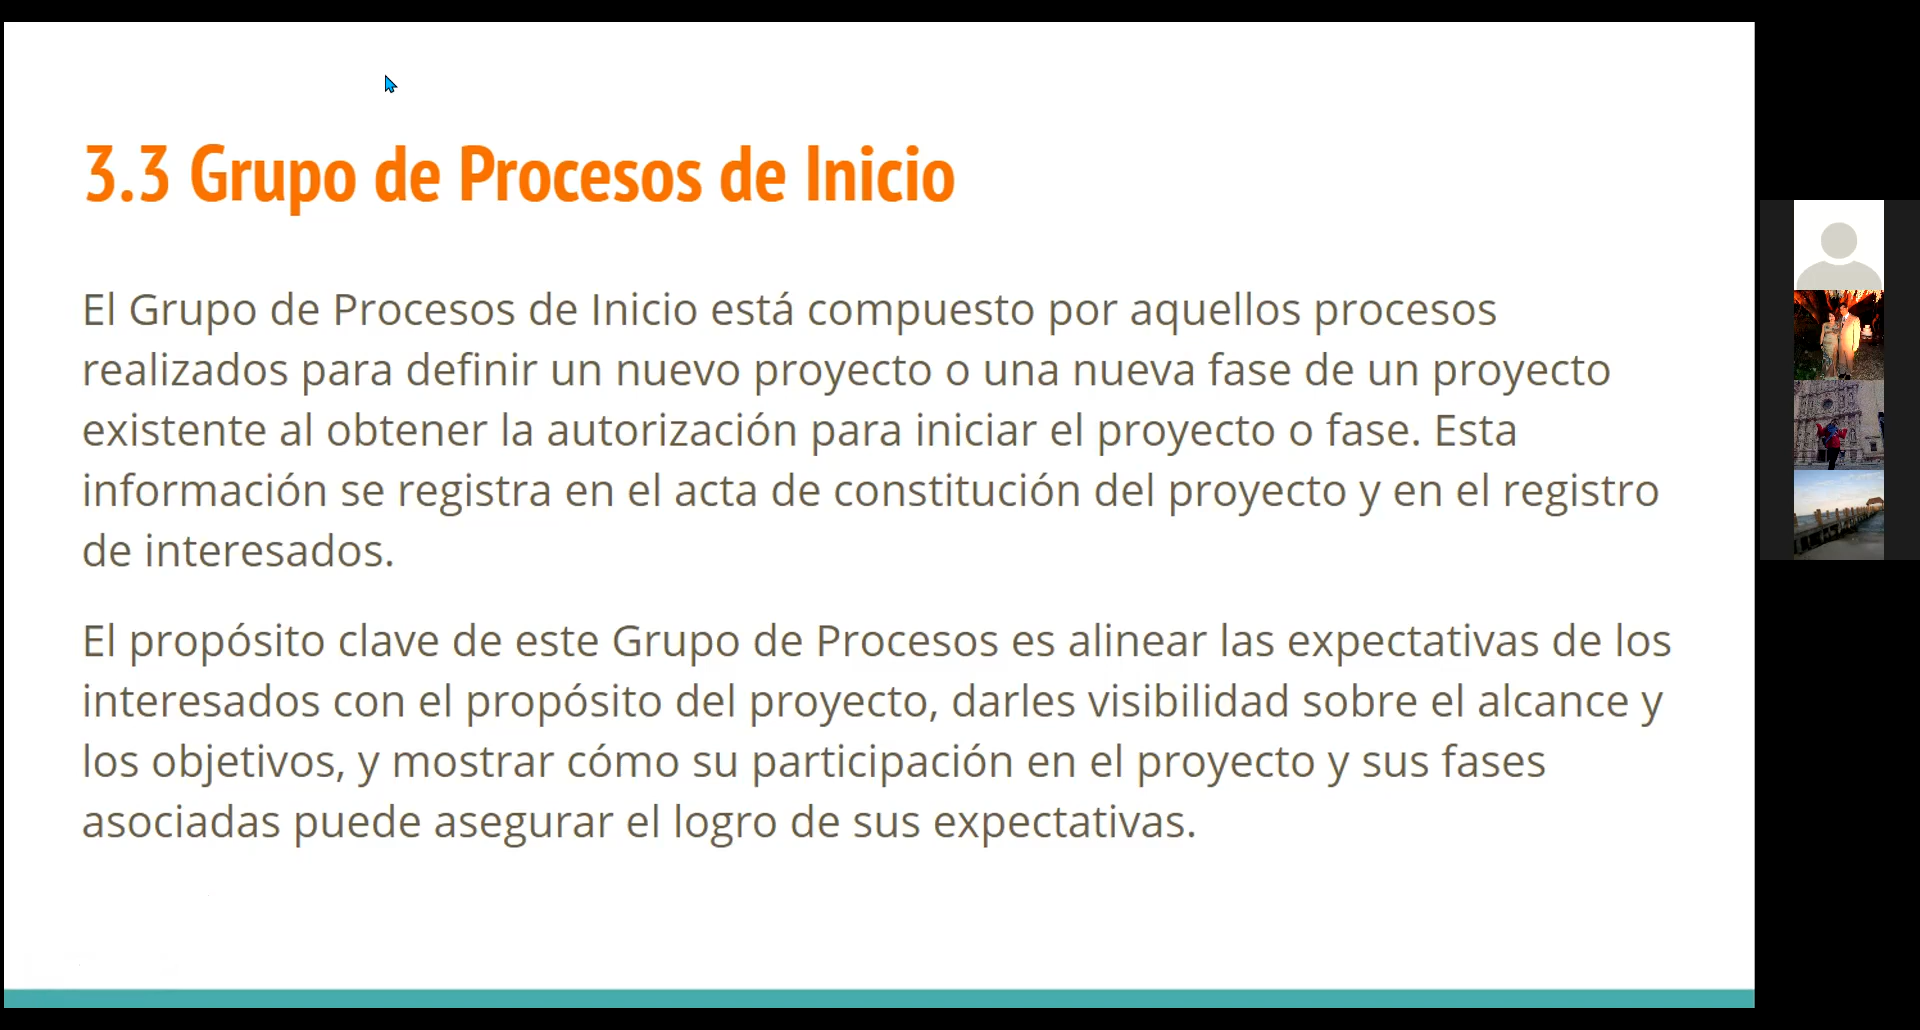 3.3 Grupo de Procesos de Inicio
El Grupo de Procesos de Inicio está compuesto por aquellos procesos
realizados para definir un nuevo proyecto o una nueva fase de un proyecto
existente al obtener la autorización para iniciar el proyecto o fase. Esta
información se registra en el acta de constitución del proyecto y en el registro
de interesados.
El propósito clave de este Grupo de Procesos es alinear las expectativas de los
interesados con el propósito del proyecto, darles visibilidad sobre el alcance y
los objetivos, y mostrar cómo su participación en el proyecto y sus fases
asociadas puede asegurar el logro de sus expectativas.